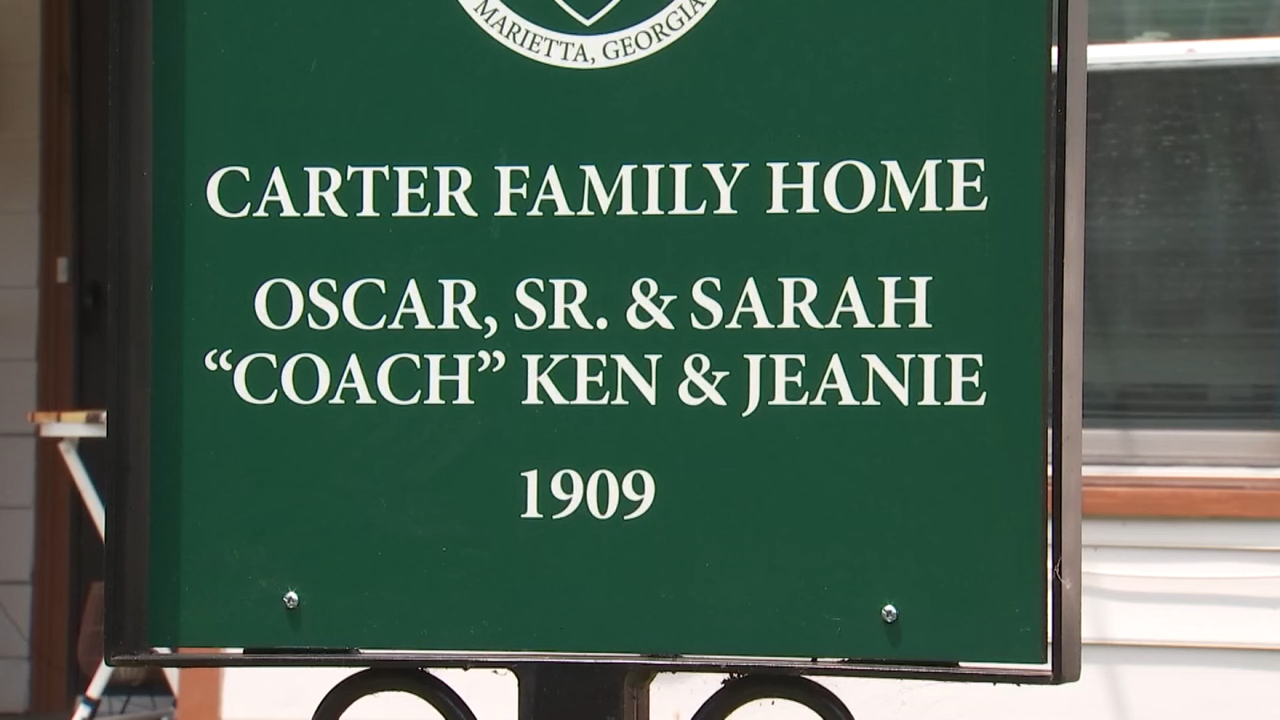 MARIETTA, GEORGIA
CARTER FAMILY HOME
OSCAR, SR. & SARAH
“COACH” KEN & JEANIE
1909